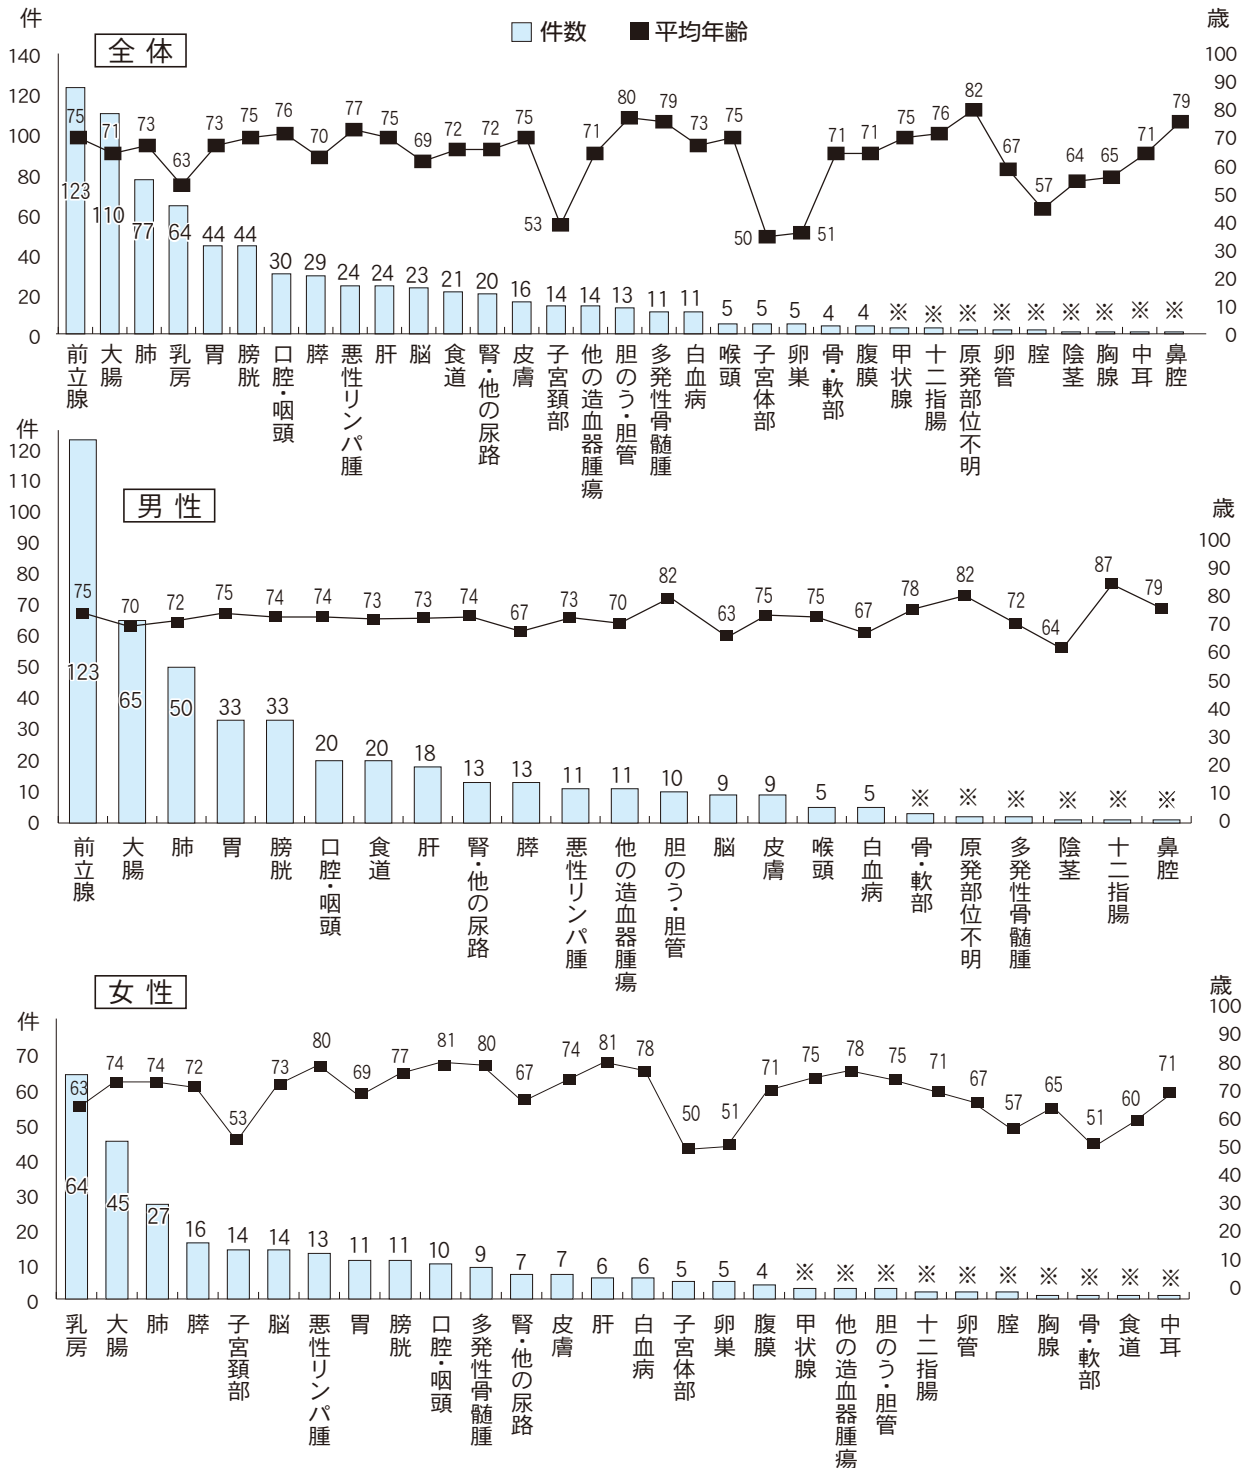 件数 平均年齢
全体
件
歳
140
120
100
80
60
40
20
0
100
90
80
70
60
50
40
30
20
10
0
75 71 73 63 73 75 76 70 77 75 69 72 72 75 53 71 80 79 73 75 50 51 71 71 75 76 82 67 57 64 65 71 79
123 110 77 64 44 44 30 29 24 24 23 21 20 16 14 14 13 11 11 5 5 5 4 4 ※ ※ ※ ※ ※ ※ ※ ※ ※
前立腺
大腸
肺
乳房
胃
膀胱
口腔・咽頭
膵
悪性リンパ腫
肝
脳
食道
腎・他の尿路
皮膚
子宮頚部
他の造血器腫瘍
胆のう・胆管
多発性骨髄腫
白血病
喉頭
子宮体部
卵巣
骨・軟部
腹膜
甲状腺
十二指腸
原発部位不明
卵管
腟
陰茎
胸腺
中耳
鼻腔
男性
件
歳
120
110
100
90
80
70
60
50
40
30
20
10
0
100
90
80
70
60
50
40
30
20
10
0
75 70 72 75 74 74 73 73 74 67 73 70 82 63 75 75 67 78 82 72 64 87 79
123 65 50 33 33 20 20 18 13 13 11 11 10 9 9 5 5 ※ ※ ※ ※ ※ ※
前立腺
大腸
肺
胃
膀胱
口腔・咽頭
食道
肝
腎・他の尿路
膵
悪性リンパ腫
他の造血器腫瘍
胆のう・胆管
脳
皮膚
喉頭
白血病
骨・軟部
原発部位不明
多発性骨髄腫
陰茎
十二指腸
鼻腔
女性
件
歳
70
60
50
40
30
20
10
0
100
90
80
70
60
50
40
30
20
10
0
63 74 74 72 53 73 80 69 77 81 80 67 74 81 78 50 51 71 75 78 75 71 67 57 65 51 60 71
64 45 27 16 14 14 13 11 11 10 9 7 7 6 6 5 5 4 ※ ※ ※ ※ ※ ※ ※ ※ ※ ※
乳房
大腸
肺
膵
子宮頚部
脳
悪性リンパ腫
胃
膀胱
口腔・咽頭
多発性骨髄腫
腎・他の尿路
皮膚
肝
白血病
子宮体部
卵巣
腹膜
甲状腺
他の造血器腫瘍
胆のう・胆管
十二指腸
卵管
腟
胸腺
骨・軟部
食道
中耳